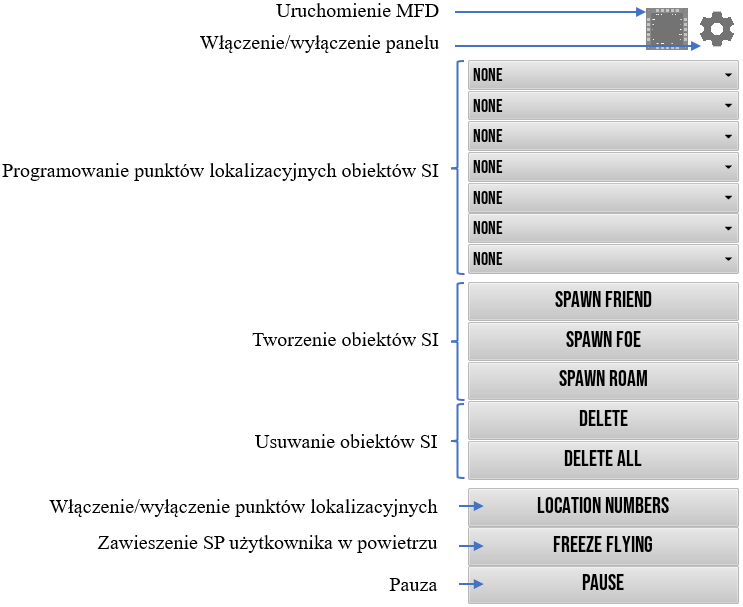 Uruchomienie MFD
Włączenie/wyłączenie panelu
NONE
NONE
NONE
Programowanie punktów lokalizacyjnych obiektów SI
NONE
NONE
NONE
NONE
SPAWN FRIEND
Tworzenie obiektów SI
SPAWN FOE
SPAWN ROAM
DELETE
Usuwanie obiektów SI
DELETE ALL
Włączenie/wyłączenie punktów lokalizacyjnych
LOCATION NUMBERS
Zawieszenie SP użytkownika w powietrzu
FREEZE FLYING
Pauza
PAUSE